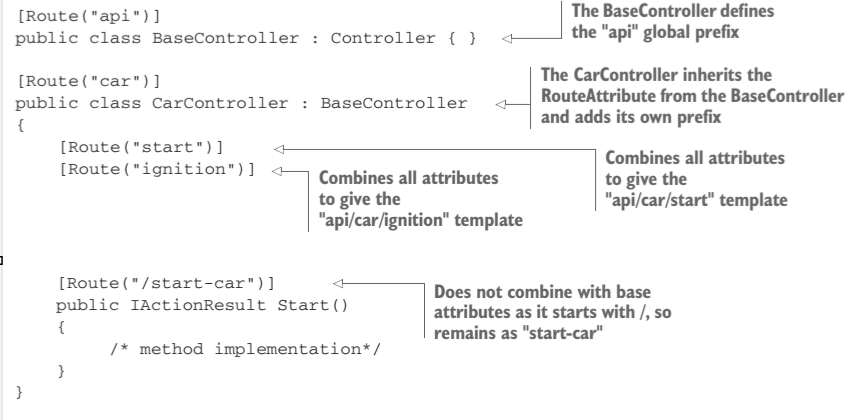 [Route("api")]
public class BaseController : Controller { }
The BaseController defines
the "api" global prefix
[Route("car")]
public class CarController : BaseController
The CarController inherits the
RouteAttribute from the BaseController
and adds its own prefix
{
[Route("start")]
Combines all attributes
to give the
"api/car/start" template
[Route("ignition")]
Combines all attributes
to give the
"api/car/ignition" template
[Route("/start-car")]
Does not combine with base
attributes as it starts with /, so
remains as "start-car"
public IActionResult Start()
{
/* method implementation*/
}
}